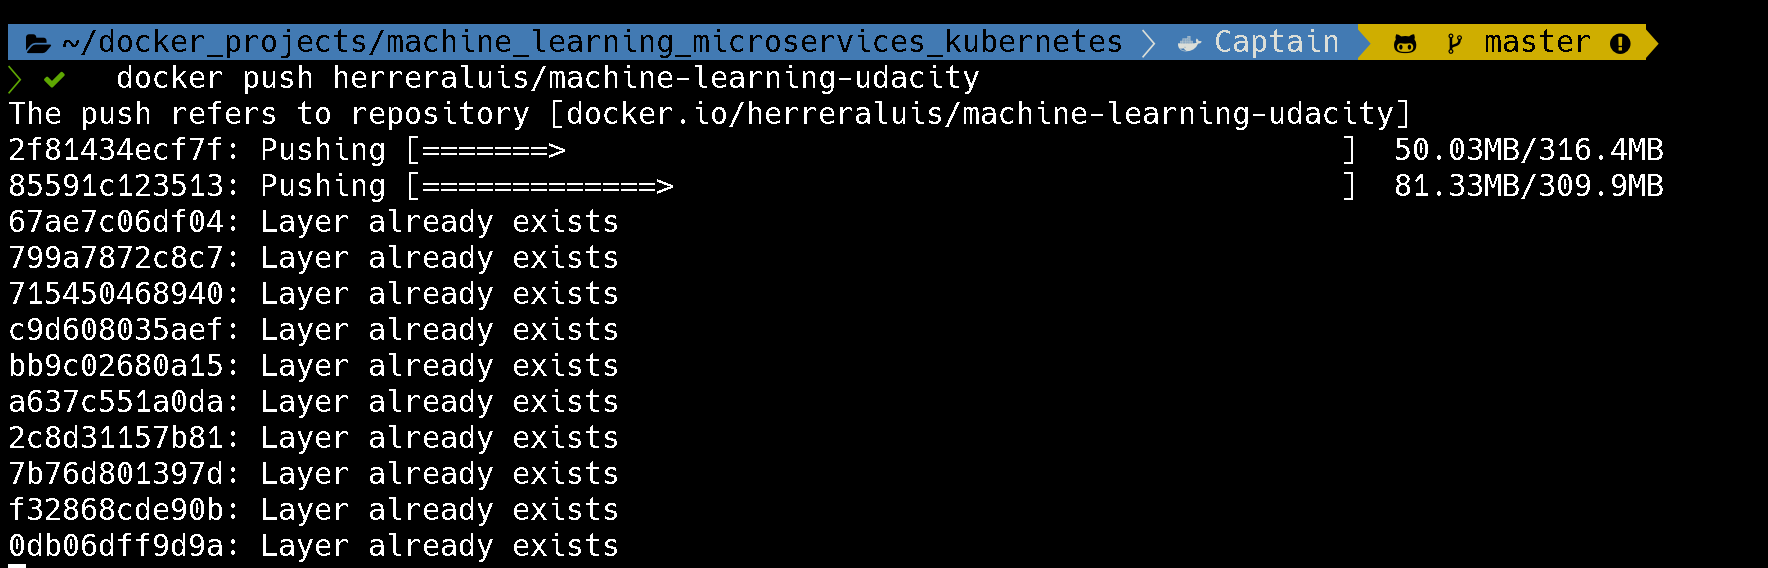 ~/docker_projects/machine_learning_microservices_kubernetes Captain master
docker push herreraluis/machine-learning-udacity
The push refers to repository [docker.io/herreraluis/machine-learning-udacity]
2f81434ecf7f: Pushing [=======> ] 50.03MB/316.4MB
85591c123513: Pushing [=============> ] 81.33MB/309.9MB
67ae7c06df04: Layer already exists
799a7872c8c7: Layer already exists
715450468940: Layer already exists
c9d608035aef: Layer already exists
bb9c02680a15: Layer already exists
a637c551a0da: Layer already exists
2c8d31157b81: Layer already exists
7b76d801397d: Layer already exists
f32868cde90b: Layer already exists
0db06dff9d9a: Layer already exists